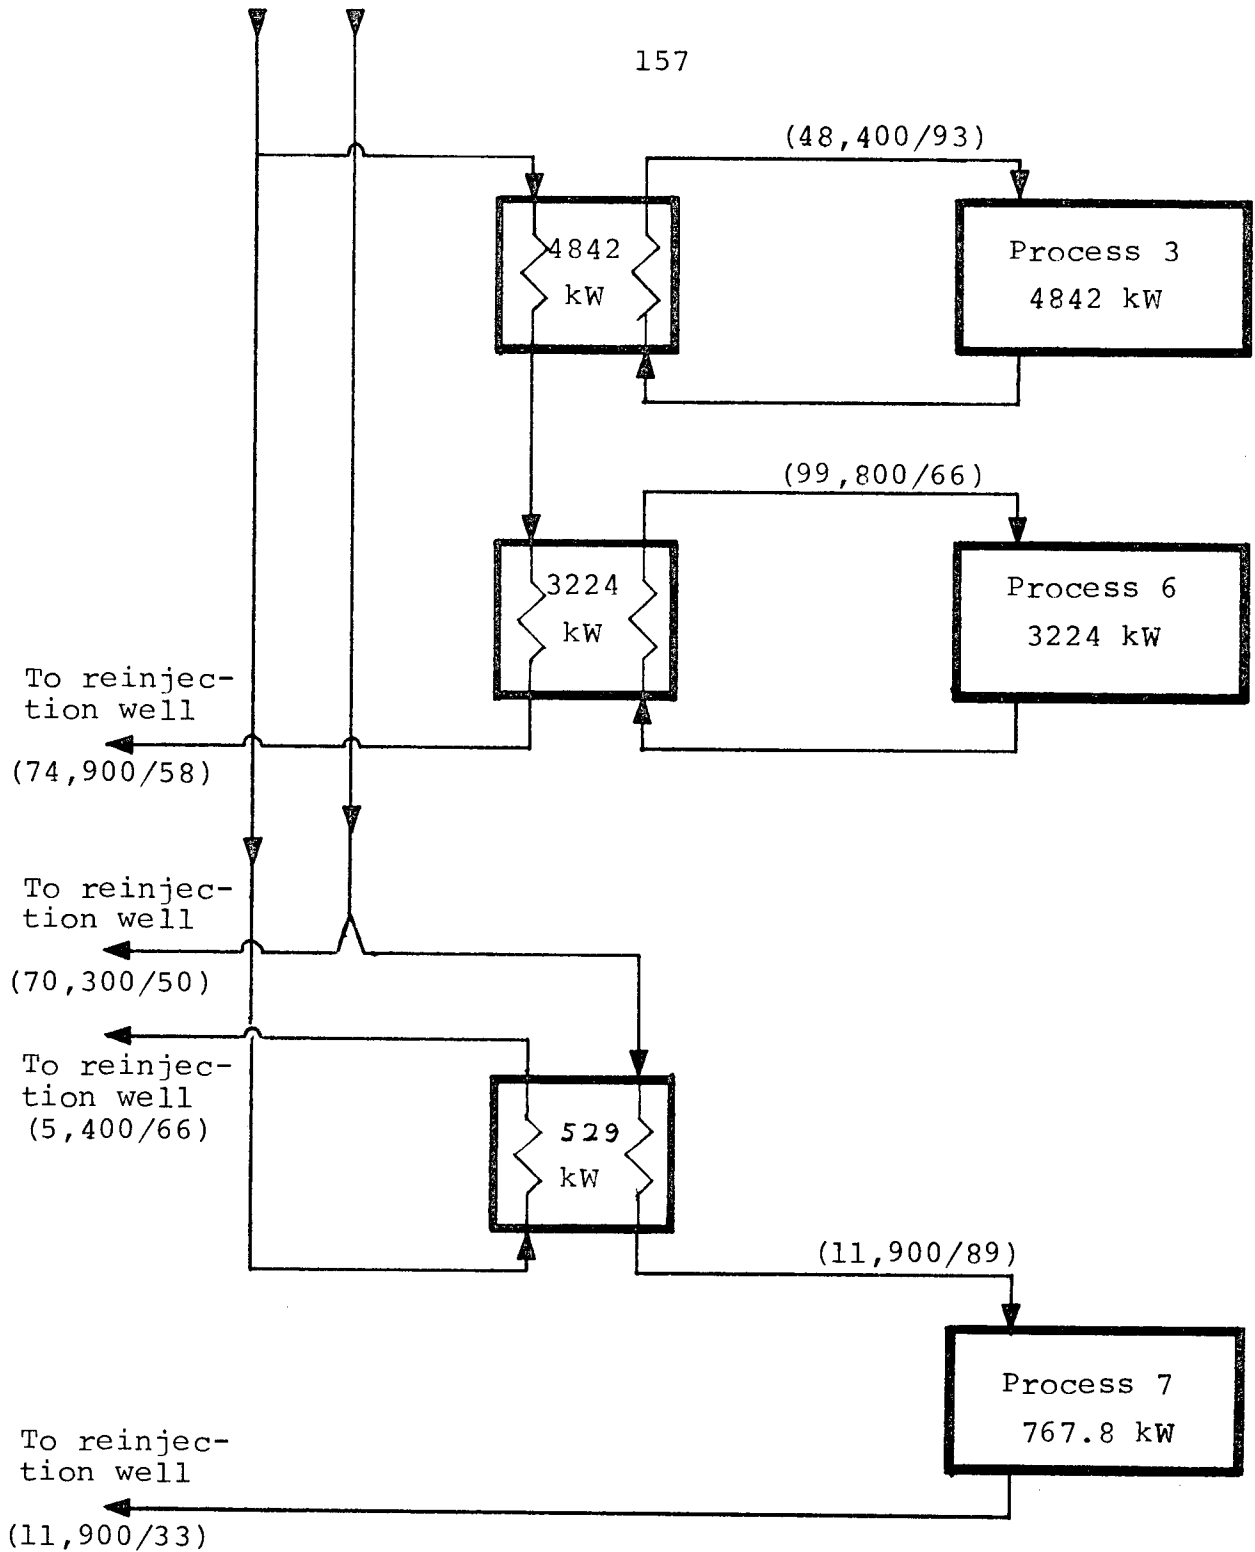 157
(48,400/93)
4842
kW
Process 3
4842 kW
(99,800/66)
3224
kW
Process 6
3224 kW
To reinjec-
tion well
(74,900/58)
To reinjec-
tion well
(70,300/50)
To reinjec-
tion well
(5,400/66)
529
kW
(11,900/89)
Process 7
767.8 kW
To reinjec-
tion well
(11,900/33)